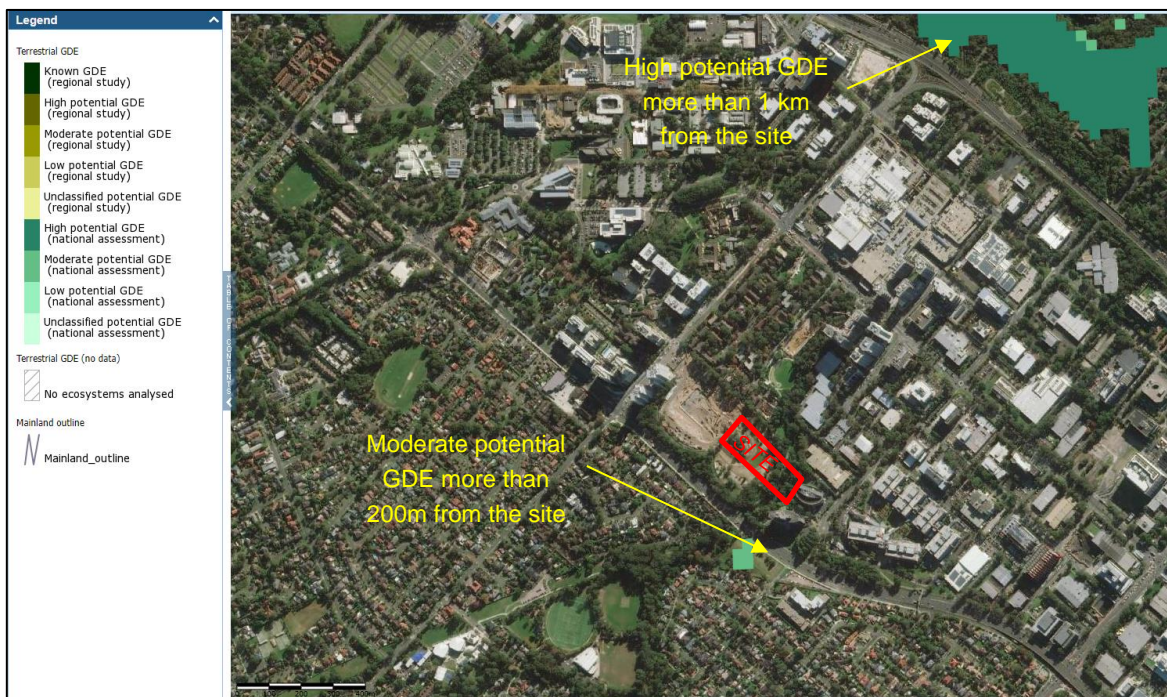 Legend
Terrestrial GDE
Known GDE
(regional study)
High potential GDE
(regional study)
Moderate potential GDE
(regional study)
Low potential GDE
(regional study)
Unclassified potential GDE
(regional study)
High potential GDE
(national assessment)
Moderate potential GDE
(national assessment)
Low potential GDE
(national assessment)
Unclassified potential GDE
(national assessment)
Terrestrial GDE (no data)
No ecosystems analysed
Mainland outline
Mainland_outline
TABLE OF CONTENTS
High potential GDE
more than 1 km
from the site
SITE
Moderate potential
GDE more than
200m from the site